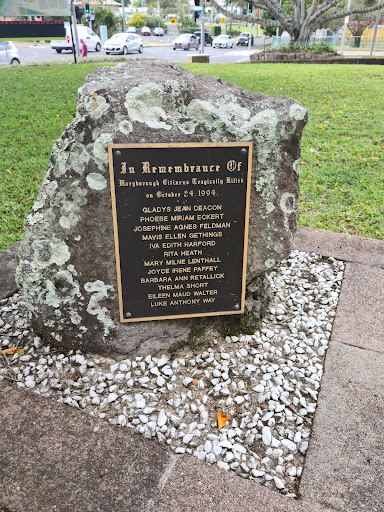 In Remembrance Of
Maryborough Citizens Tragically Killed
on October 24, 1994.
GLADYS JEAN DEACON
PHOEBE MIRIAM ECKERT
JOSEPHINE AGNES FELDMAN
MAVIS ELLEN GETHINGS
IVA EDITH HARFORD
RITA HEATH
MARY MILNE LENTHALL
JOYCE IRENE PAFFEY
BARBARA ANN RETALLICK
THELMA SHORT
EILEEN MAUD WALTER
LUKE ANTHONY WAY